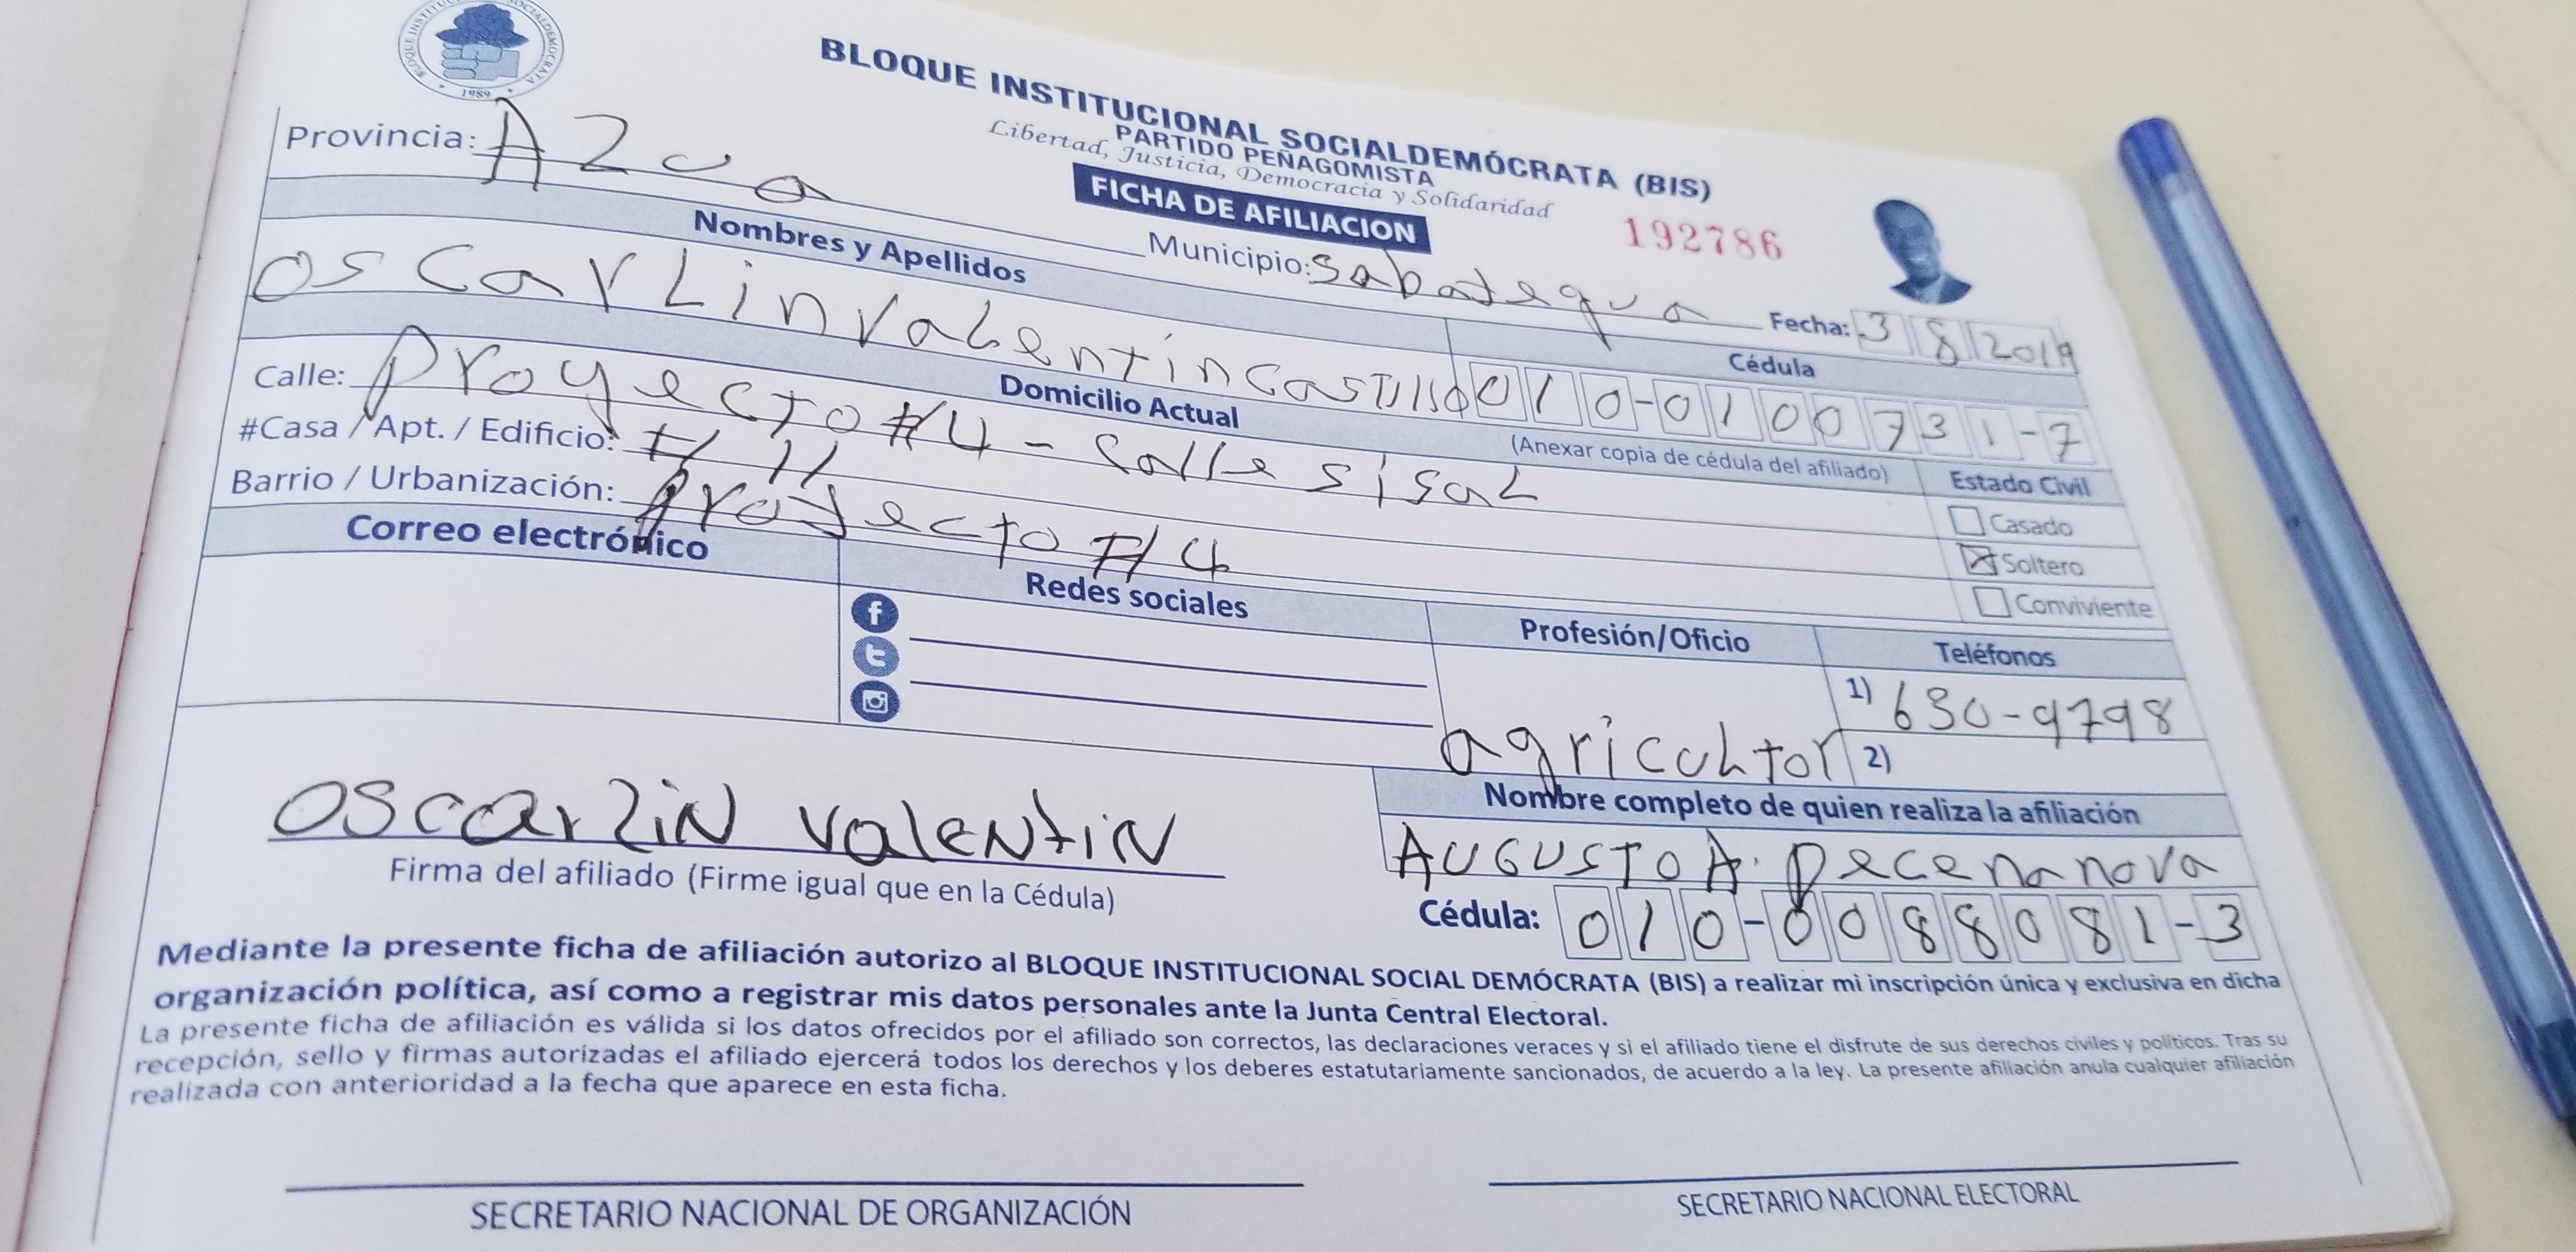 BLOQUE INSTITUCIONAL SOCIALDEMOCRATA
1989
BLOQUE INSTITUCIONAL SOCIALDEMÓCRATA (BIS)
PARTIDO PEÑAGOMISTA
Libertad, Justicia, Democracia y Solidaridad
FICHA DE AFILIACION
192786
Provincia: AZua
Municipio: Sabayegua
Fecha: 3 8 2019
Nombres y Apellidos
Cédula
oscarLin valentin Castillo 010-0100731-7
(Anexar copia de cédula del afiliado)
Domicilio Actual
Estado Civil
Calle: Proyecto #4 - Calle sisal
#Casa / Apt. / Edificio: # 11
Barrio / Urbanización: Proyecto #4
Casado
Soltero
Conviviente
Correo electrónico
Redes sociales
Profesión/Oficio
Teléfonos
agricultor
1) 630-9798
2)
Nombre completo de quien realiza la afiliación
AUGUSTO A. Decena nova
Cédula: 010-0088081-3
oscarlin valentin
Firma del afiliado (Firme igual que en la Cédula)
Mediante la presente ficha de afiliación autorizo al BLOQUE INSTITUCIONAL SOCIAL DEMÓCRATA (BIS) a realizar mi inscripción única y exclusiva en dicha
organización política, así como a registrar mis datos personales ante la Junta Central Electoral.
La presente ficha de afiliación es válida si los datos ofrecidos por el afiliado son correctos, las declaraciones veraces y si el afiliado tiene el disfrute de sus derechos civiles y políticos. Tras su
recepción, sello y firmas autorizadas el afiliado ejercerá todos los derechos y los deberes estatutariamente sancionados, de acuerdo a la ley. La presente afiliación anula cualquier afiliación
realizada con anterioridad a la fecha que aparece en esta ficha.
SECRETARIO NACIONAL DE ORGANIZACIÓN
SECRETARIO NACIONAL ELECTORAL